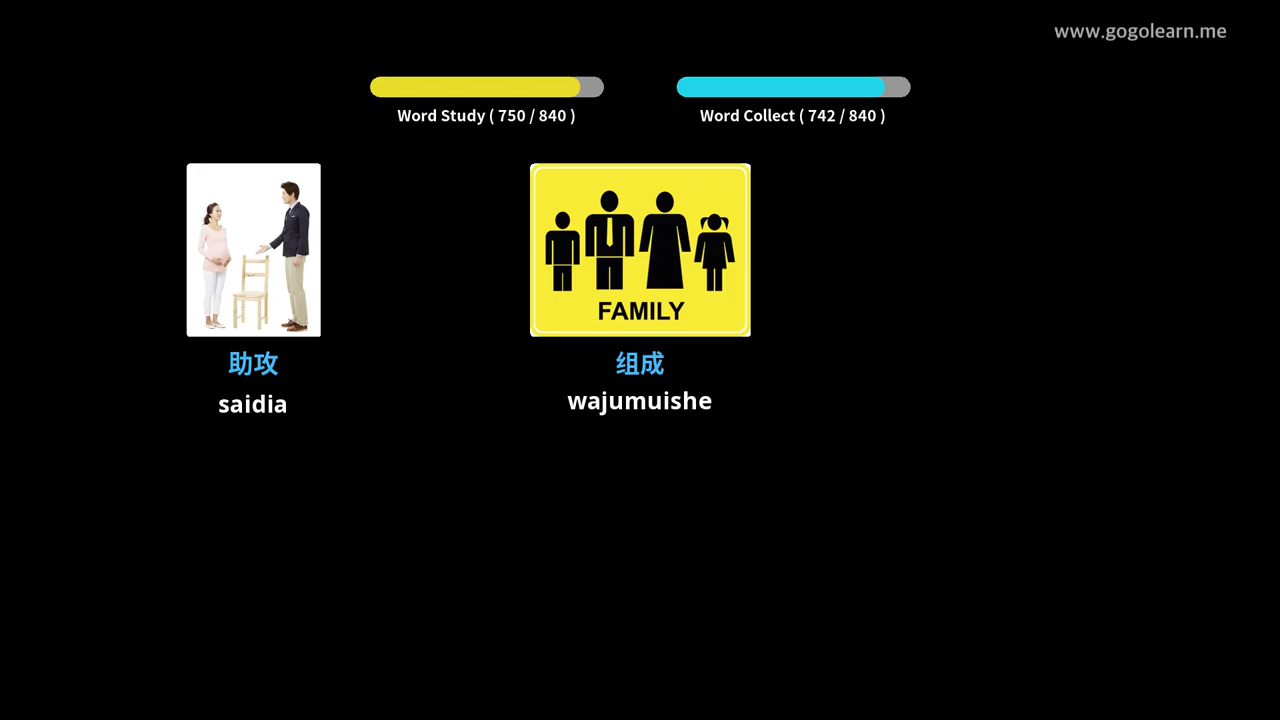 www.gogolearn.me
Word Study ( 750 / 840 )
Word Collect ( 742 / 840 )
FAMILY
助攻
组成
saidia
wajumuishe